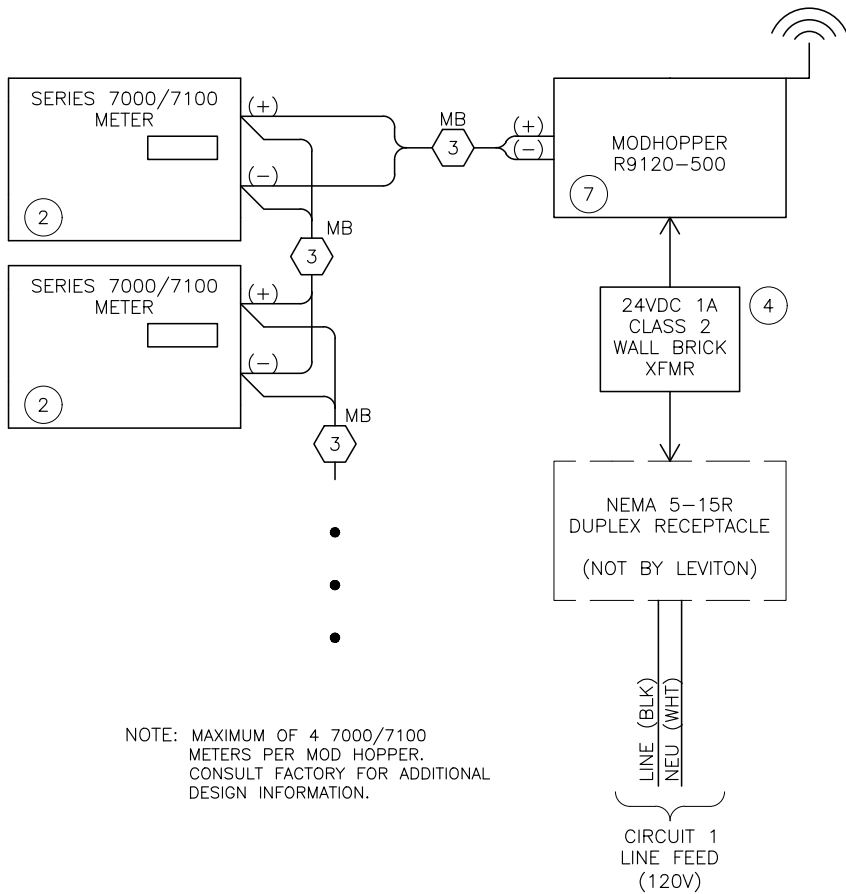 SERIES 7000/7100
METER
(+)
(-)
2
MB
3
MB
3
(+)
(-)
MODHOPPER
R9120-500
7
SERIES 7000/7100
METER
(+)
(-)
2
MB
3
24VDC 1A
CLASS 2
WALL BRICK
XFMR
4
NEMA 5-15R
DUPLEX RECEPTACLE
(NOT BY LEVITON)
LINE (BLK)
NEU (WHT)
NOTE: MAXIMUM OF 4 7000/7100
METERS PER MOD HOPPER.
CONSULT FACTORY FOR ADDITIONAL
DESIGN INFORMATION.
CIRCUIT 1
LINE FEED
(120V)